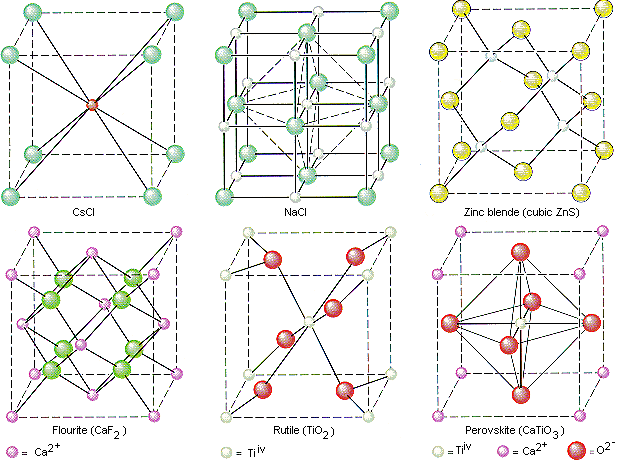 CsCl
NaCl
Zinc blende (cubic ZnS)
Flourite (CaF₂)
Rutile (TiO₂)
Perovskite (CaTiO₃)
= Ca²⁺
= Tiⁱᵛ
= Tiⁱᵛ = Ca²⁺ = O²⁻